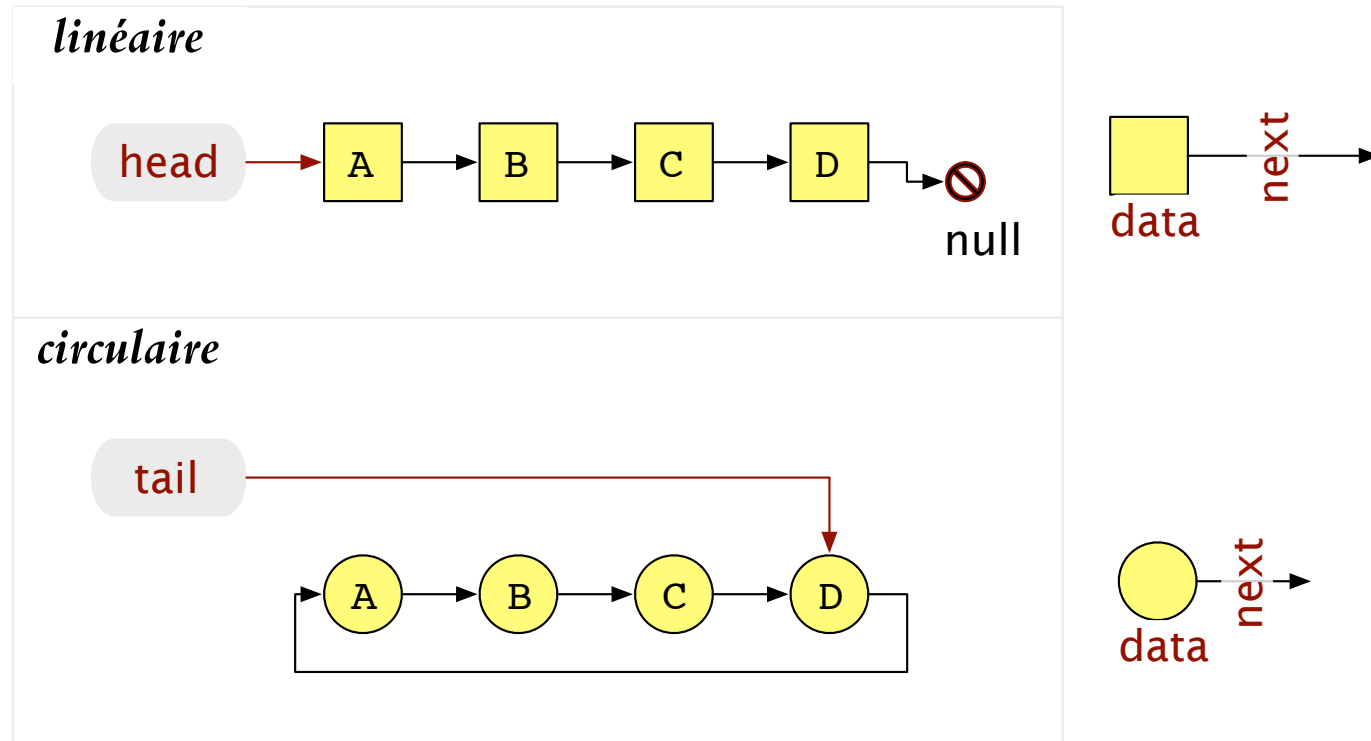 linéaire
head A B C D
null
data next
circulaire
tail
A B C D
data next